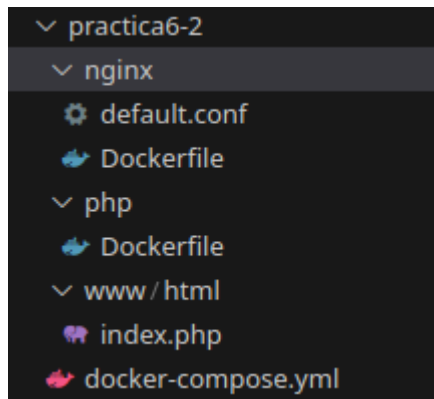 practica6-2
nginx
default.conf
Dockerfile
php
Dockerfile
www/html
index.php
docker-compose.yml